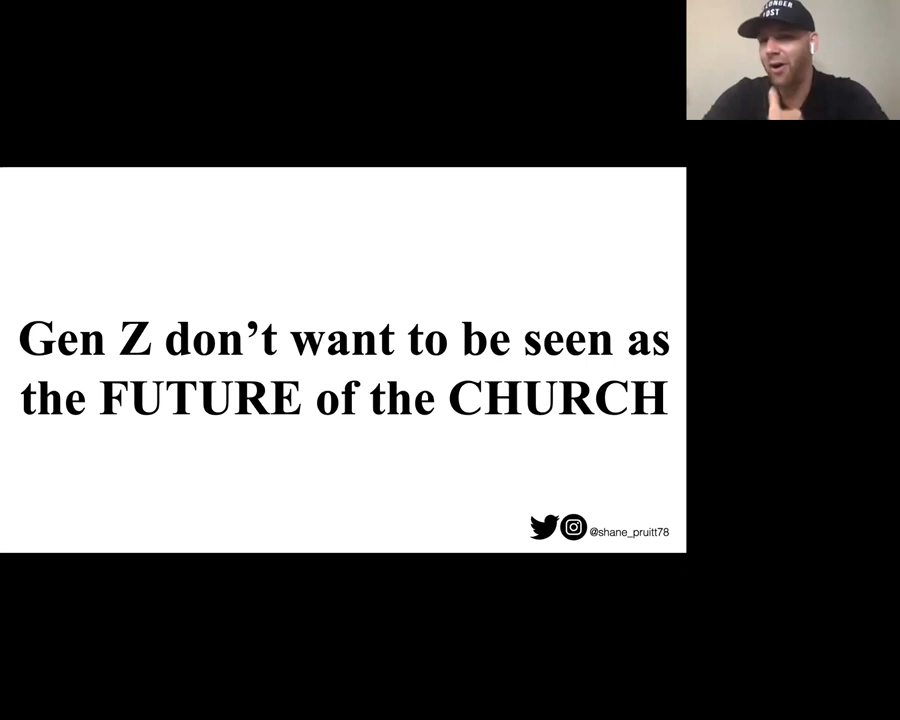 Gen Z don’t want to be seen as
the FUTURE of the CHURCH
@shane_pruitt78